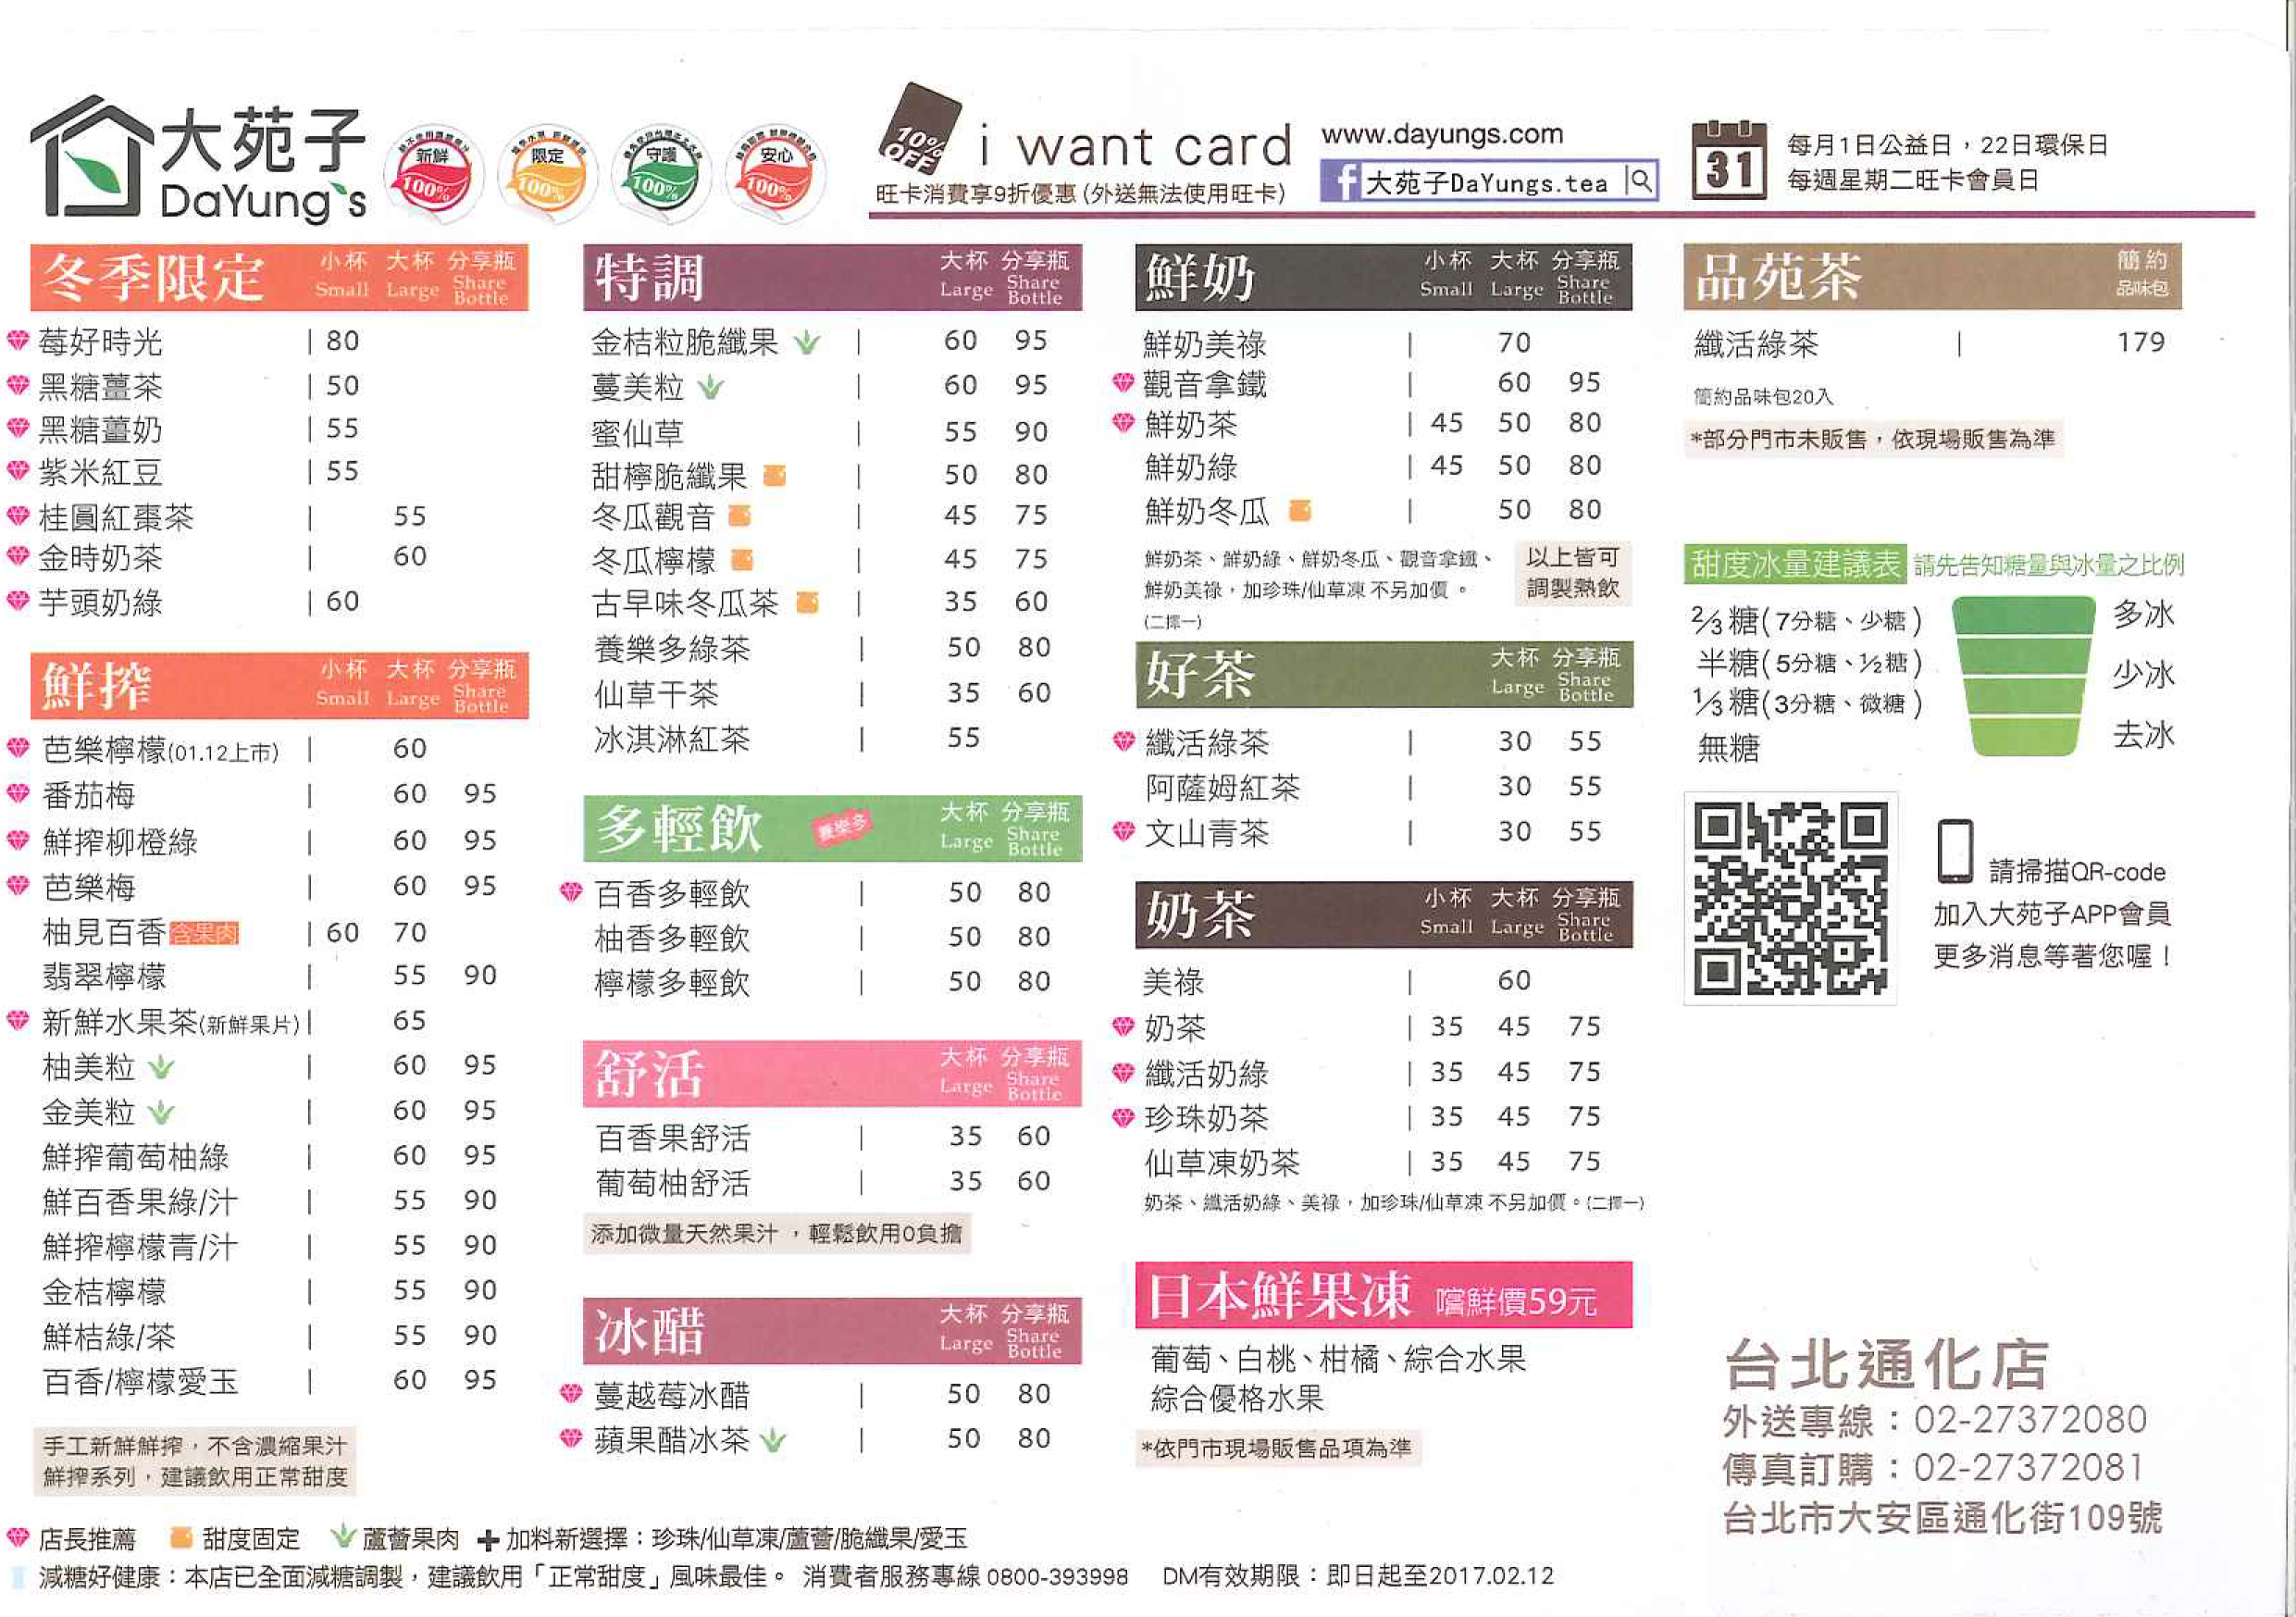 大苑子
DaYung's
新鮮
100%
限定
100%
守護
100%
安心
100%
10% OFF
i want card
旺卡消費享9折優惠(外送無法使用旺卡)
www.dayungs.com
f 大苑子DaYungs.tea
31
每月1日公益日，22日環保日
每週星期二旺卡會員日
冬季限定 小杯 Small 大杯 Large 分享瓶 Share Bottle
莓好時光 | 80
黑糖薑茶 | 50
黑糖薑奶 | 55
紫米紅豆 | 55
桂圓紅棗茶 | 55
金時奶茶 | 60
芋頭奶綠 | 60
鮮搾 小杯 Small 大杯 Large 分享瓶 Share Bottle
芭樂檸檬(01.12上市) | 60
番茄梅 | 60 95
鮮搾柳橙綠 | 60 95
芭樂梅 | 60 95
柚見百香 含果肉 | 60 70
翡翠檸檬 | 55 90
新鮮水果茶(新鮮果片) | 65
柚美粒 | 60 95
金美粒 | 60 95
鮮搾葡萄柚綠 | 60 95
鮮百香果綠/汁 | 55 90
鮮搾檸檬青/汁 | 55 90
金桔檸檬 | 55 90
鮮桔綠/茶 | 55 90
百香/檸檬愛玉 | 60 95
手工新鮮鮮搾，不含濃縮果汁
鮮搾系列，建議飲用正常甜度
特調 大杯 Large 分享瓶 Share Bottle
金桔粒脆纖果 | 60 95
蔓美粒 | 60 95
蜜仙草 | 55 90
甜檸脆纖果 | 50 80
冬瓜觀音 | 45 75
冬瓜檸檬 | 45 75
古早味冬瓜茶 | 35 60
養樂多綠茶 | 50 80
仙草干茶 | 35 60
冰淇淋紅茶 | 55
多輕飲 養樂多 大杯 Large 分享瓶 Share Bottle
百香多輕飲 | 50 80
柚香多輕飲 | 50 80
檸檬多輕飲 | 50 80
舒活 大杯 Large 分享瓶 Share Bottle
百香果舒活 | 35 60
葡萄柚舒活 | 35 60
添加微量天然果汁，輕鬆飲用0負擔
冰醋 大杯 Large 分享瓶 Share Bottle
蔓越莓冰醋 | 50 80
蘋果醋冰茶 | 50 80
鮮奶 小杯 Small 大杯 Large 分享瓶 Share Bottle
鮮奶美祿 | 70
觀音拿鐵 | 60 95
鮮奶茶 | 45 50 80
鮮奶綠 | 45 50 80
鮮奶冬瓜 | 50 80
鮮奶茶、鮮奶綠、鮮奶冬瓜、觀音拿鐵、
鮮奶美祿，加珍珠/仙草凍 不另加價。
(二擇一)
以上皆可
調製熱飲
好茶 大杯 Large 分享瓶 Share Bottle
纖活綠茶 | 30 55
阿薩姆紅茶 | 30 55
文山青茶 | 30 55
奶茶 小杯 Small 大杯 Large 分享瓶 Share Bottle
美祿 | 60
奶茶 | 35 45 75
纖活奶綠 | 35 45 75
珍珠奶茶 | 35 45 75
仙草凍奶茶 | 35 45 75
奶茶、纖活奶綠、美祿，加珍珠/仙草凍 不另加價。(二擇一)
日本鮮果凍 嚐鮮價59元
葡萄、白桃、柑橘、綜合水果
綜合優格水果
*依門市現場販售品項為準
品苑茶 簡約 品味包
纖活綠茶 | 179
簡約品味包20入
*部分門市未販售，依現場販售為準
甜度冰量建議表 請先告知糖量與冰量之比例
⅔糖(7分糖、少糖)
半糖(5分糖、½糖)
⅓糖(3分糖、微糖)
無糖
多冰
少冰
去冰
請掃描QR-code
加入大苑子APP會員
更多消息等著您喔！
台北通化店
外送專線：02-27372080
傳真訂購：02-27372081
台北市大安區通化街109號
店長推薦 甜度固定 蘆薈果肉 ✚加料新選擇：珍珠/仙草凍/蘆薈/脆纖果/愛玉
減糖好健康：本店已全面減糖調製，建議飲用「正常甜度」風味最佳。 消費者服務專線 0800-393998 DM有效期限：即日起至2017.02.12